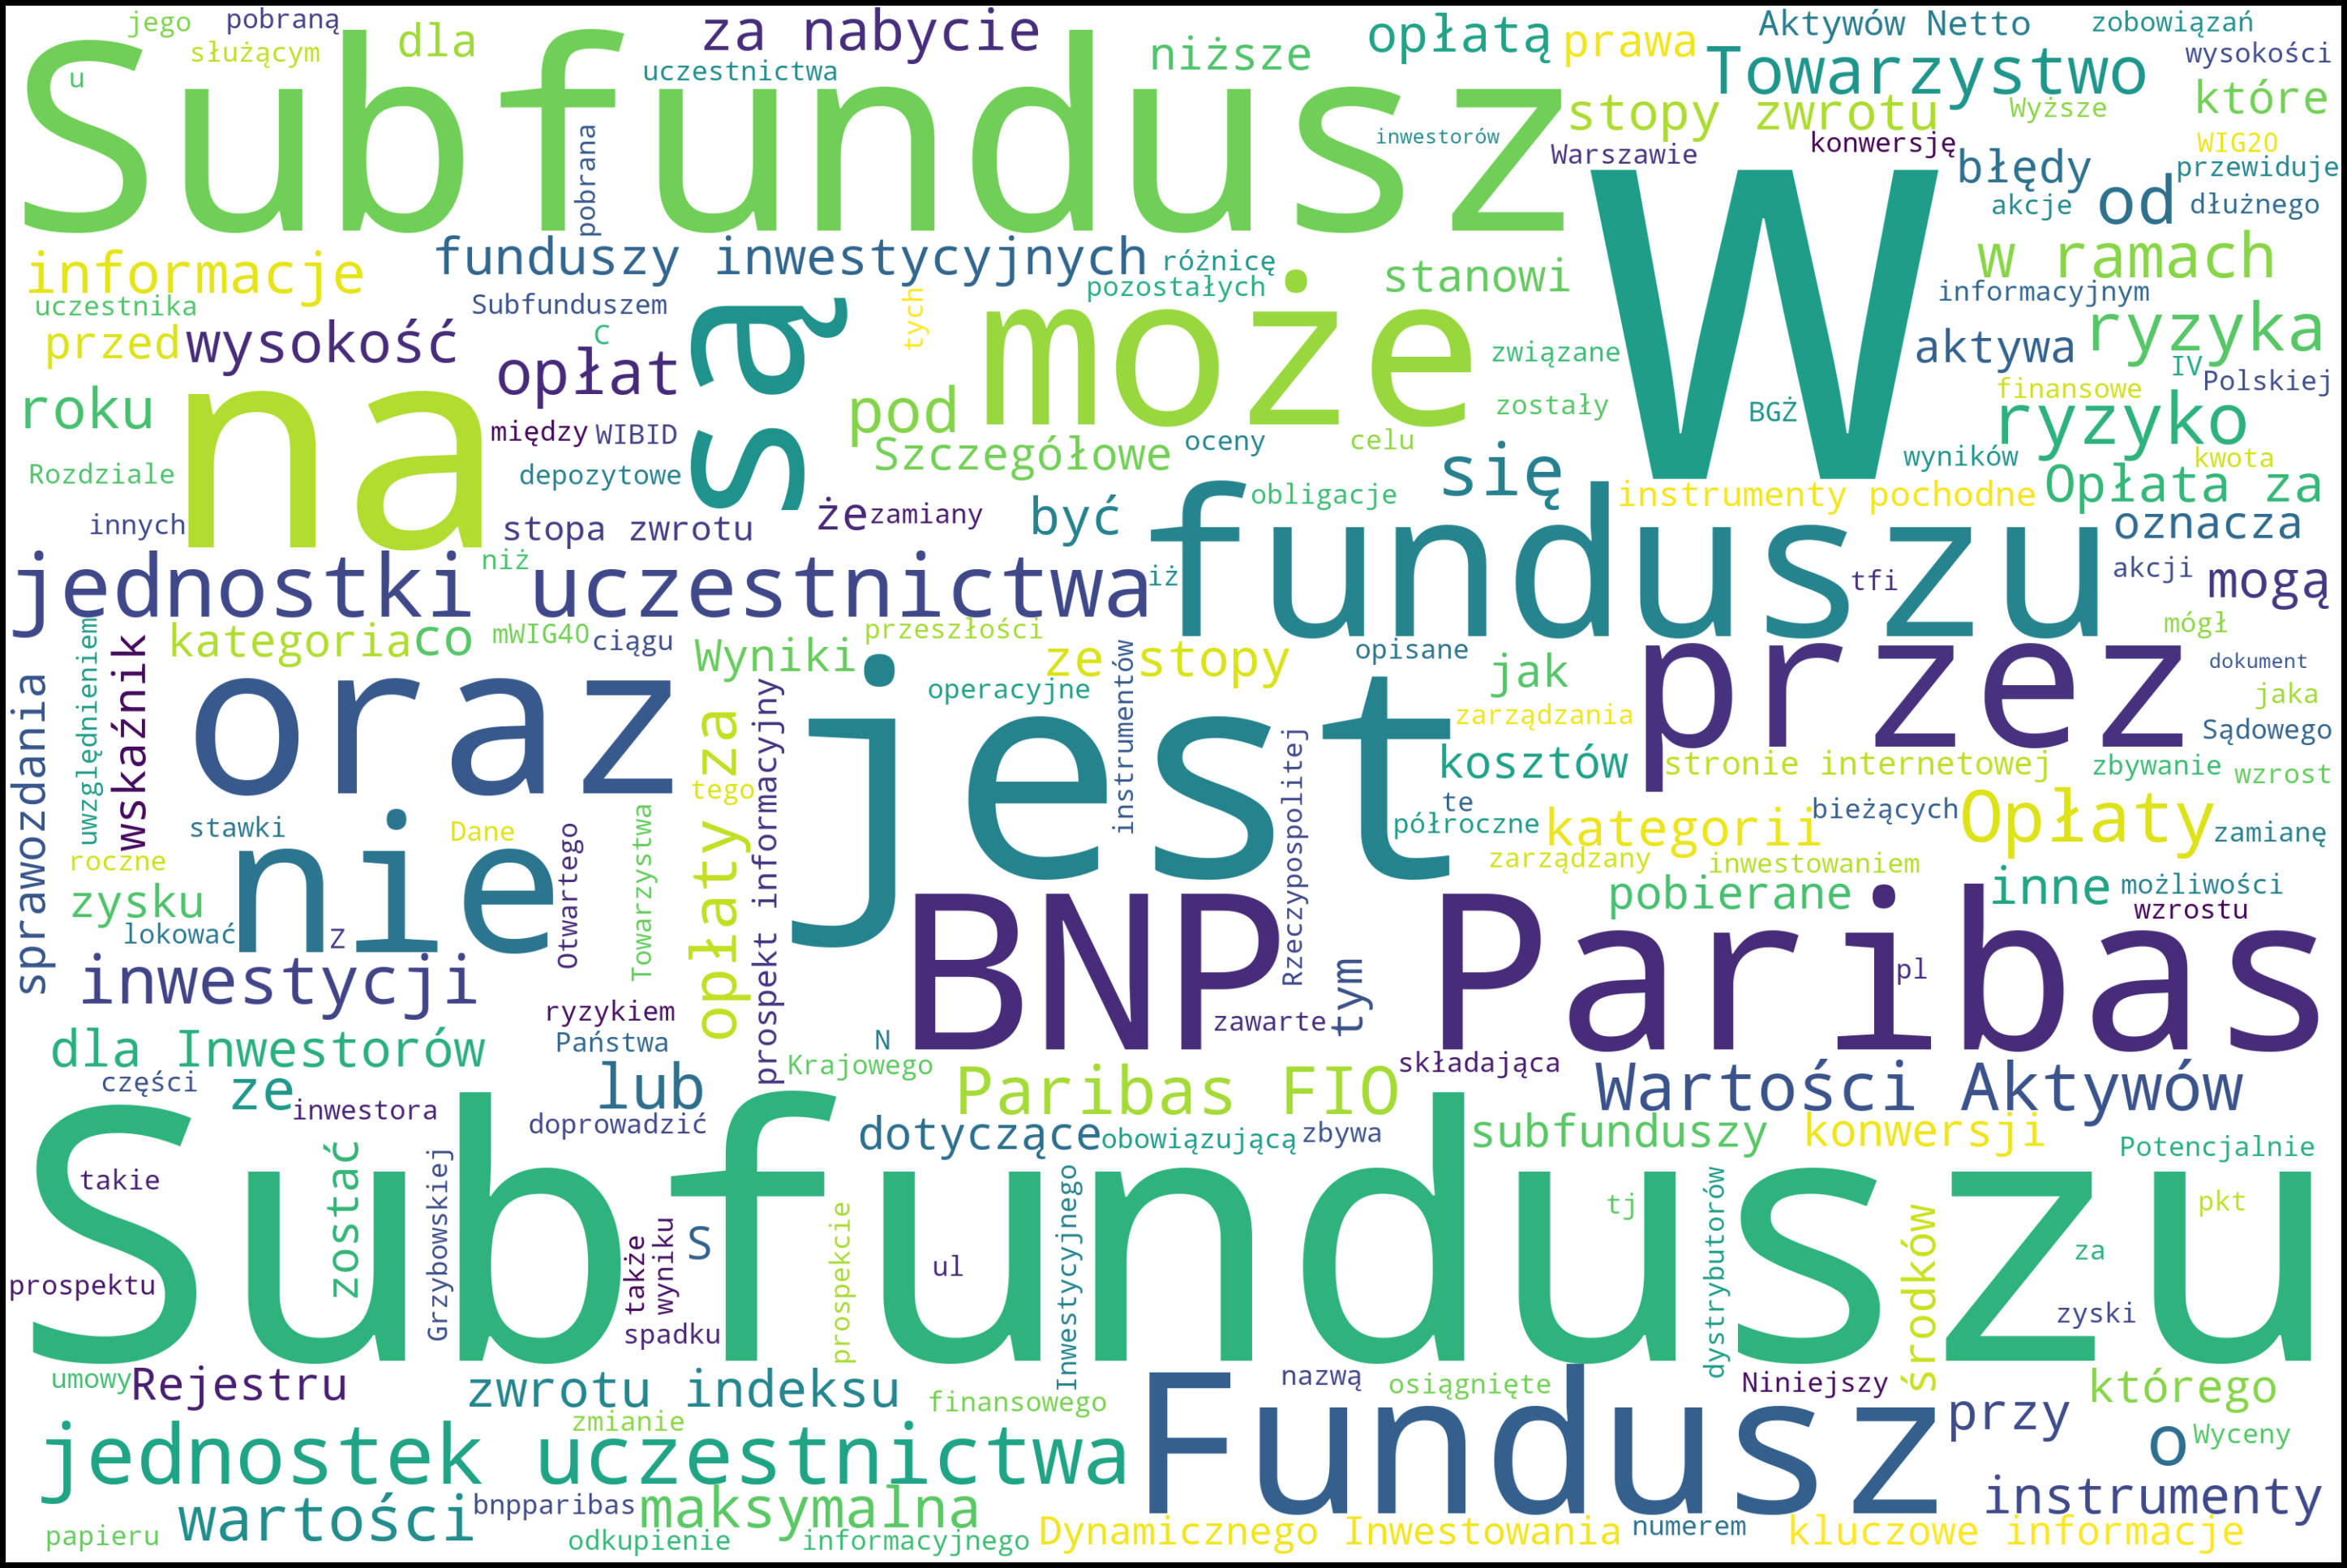 jego
pobraną
służącym
u
dla
za nabycie
uczestnictwa
niższe
opłatą
prawa
Aktywów Netto
zobowiązań
Towarzystwo
wysokości
które
Wyższe
WIG20
stopy zwrotu
Subfundusz
pobrana
inwestorów
Warszawie
konwersję
błędy
przewiduje
akcje
od
dłużnego
W
informacje
uczestnika
funduszy inwestycyjnych
różnicę
pozostałych
stanowi
w ramach
informacyjnym
przed
wysokość
Subfunduszem
C
są
tych
może
związane
aktywa
ryzyka
IV
Polskiej
finansowe
roku
na
opłat
pod
zostały
BGŻ
ryzyko
między
WIBID
Szczegółowe
oceny
celu
się
wyników
kwota
Rozdziale
depozytowe
obligacje
instrumenty pochodne
Opłata za
innych
stopa zwrotu
że
zamiany
być
oznacza
jednostki uczestnictwa
niż
iż
funduszu
tfi
akcji
mogą
kategoria
co
mWIG40
ciągu
Wyniki
przeszłości
ze stopy
opisane
jak
przez
mógł
dokument
jaka
Sądowego
sprawozdania
uwzględnieniem
wskaźnik
oraz
opłaty za
prospekt informacyjny
operacyjne
instrumentów
jest
zarządzania
kosztów
stronie internetowej
zbywanie
wzrost
stawki
Dane
tego
Rzeczypospolitej
te
półroczne
kategorii
bieżących
Opłaty
zamianę
roczne
nie
Otwartego
Towarzystwa
zarządzany
inwestowaniem
zysku
lokować
Z
pobierane
inne
możliwości
wzrostu
inwestycji
BNP Paribas
pl
ryzykiem
zawarte
tym
dla Inwestorów
Państwa
N
Krajowego
składająca
części
ze
inwestora
lub
doprowadzić
Paribas FIO
Wartości Aktywów
dotyczące
obowiązującą
zbywa
subfunduszy
konwersji
Potencjalnie
takie
Subfunduszu
zostać
Grzybowskiej
także
wyniku
S
prospekcie
ul
Inwestycyjnego
tj
dystrybutorów
środków
pkt
za
prospektu
spadku
zyski
umowy
Rejestru
zwrotu indeksu
finansowego
nazwą
osiągnięte
Niniejszy
którego
zmianie
Fundusz
przy
o
Wyceny
jednostek uczestnictwa
wartości
bnpparibas
maksymalna
instrumenty
papieru
odkupienie
informacyjnego
Dynamicznego Inwestowania
numerem
kluczowe informacje